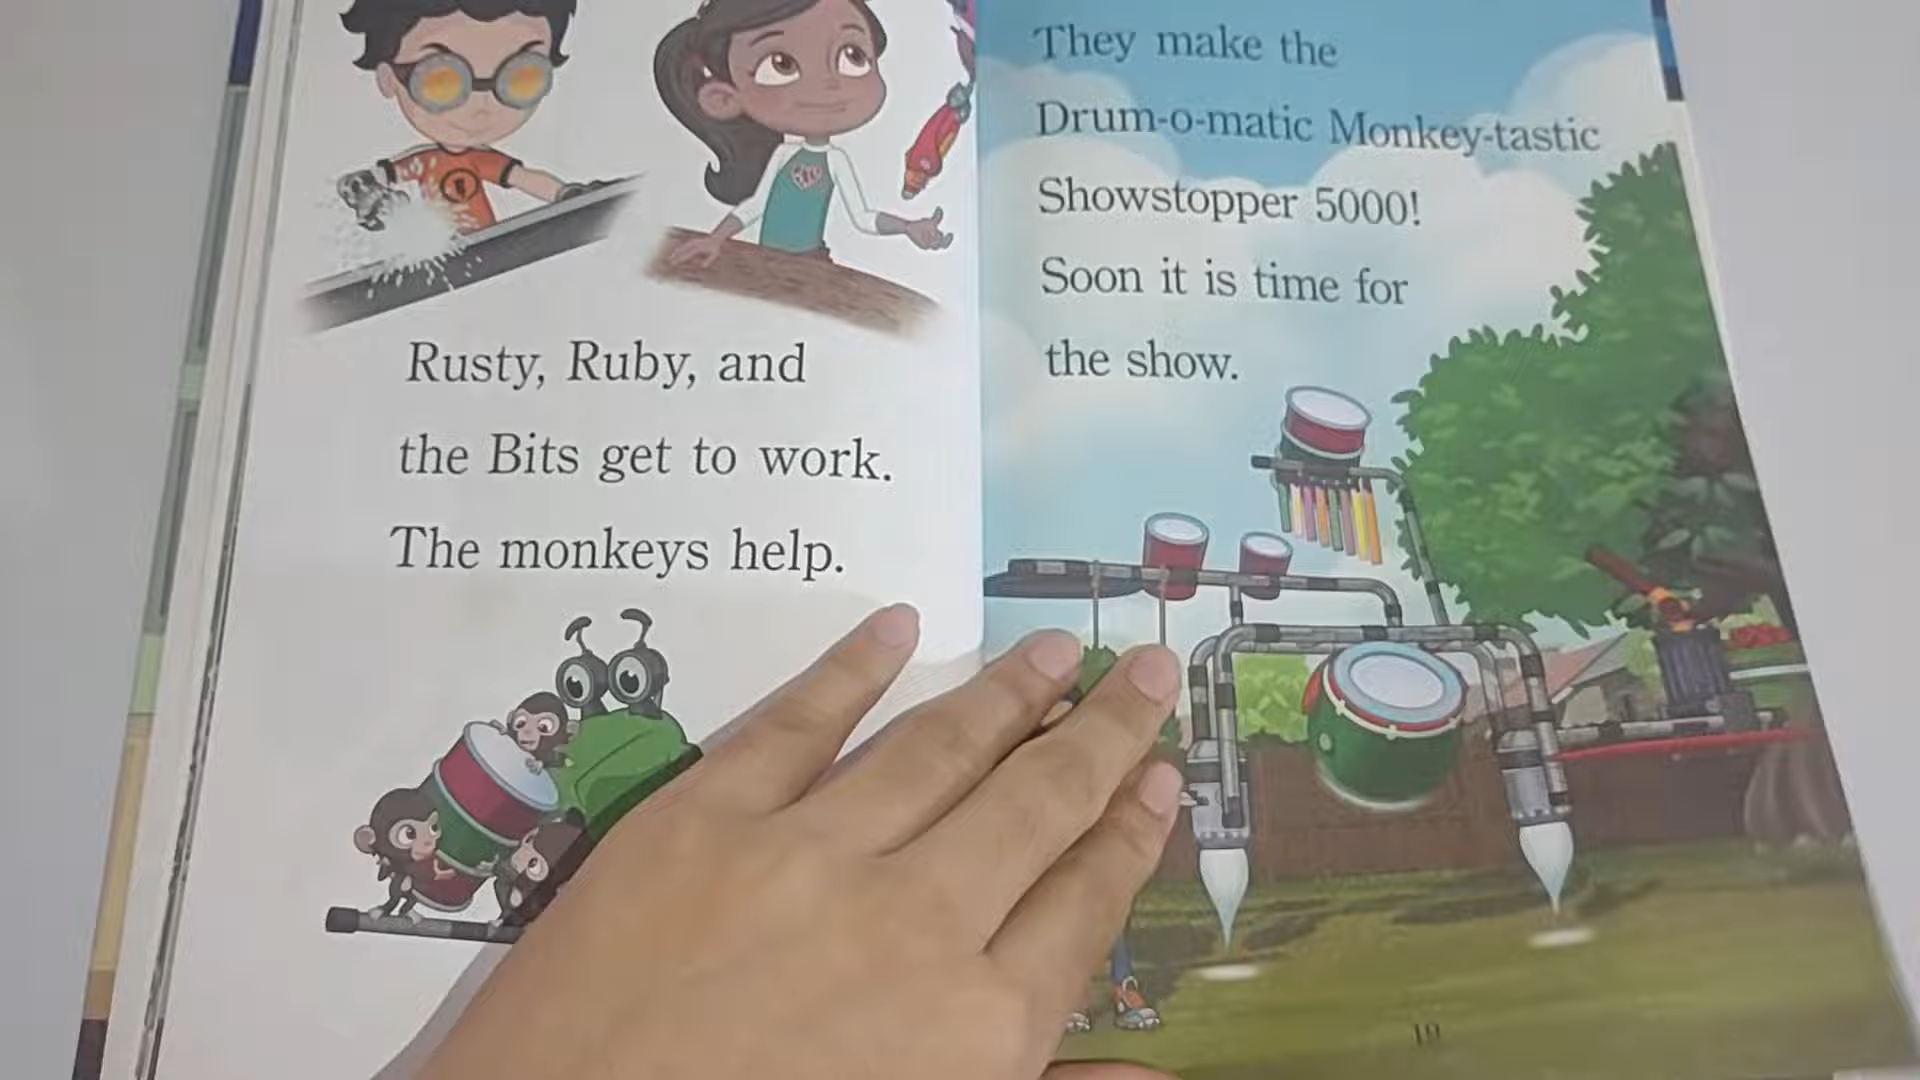 Rusty, Ruby, and
the Bits get to work.
The monkeys help.
They make the
Drum-o-matic Monkey-tastic
Showstopper 5000!
Soon it is time for
the show.